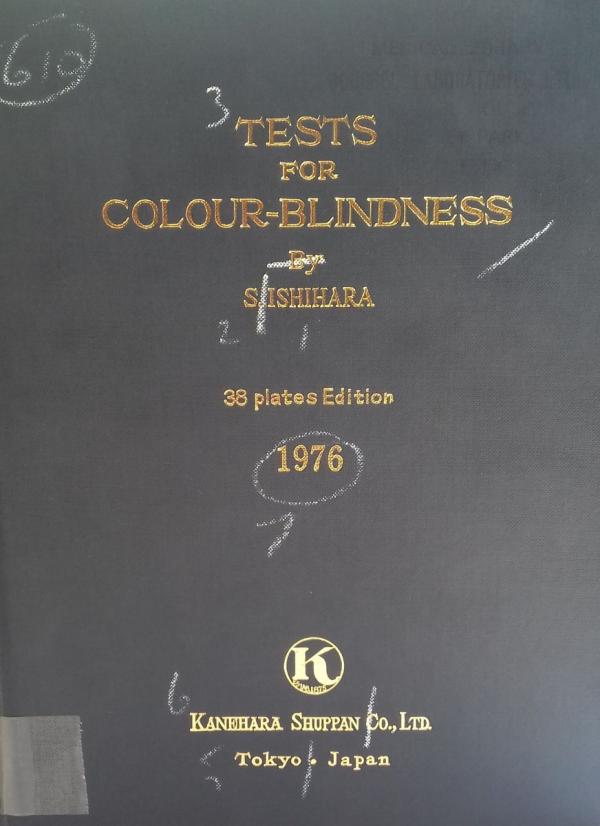 610
3
TESTS
FOR
COLOUR-BLINDNESS
By
S. ISHIHARA
2 1
38 plates Edition
1976
7
K
6
KANEHARA SHUPPAN CO., LTD.
5
Tokyo • Japan